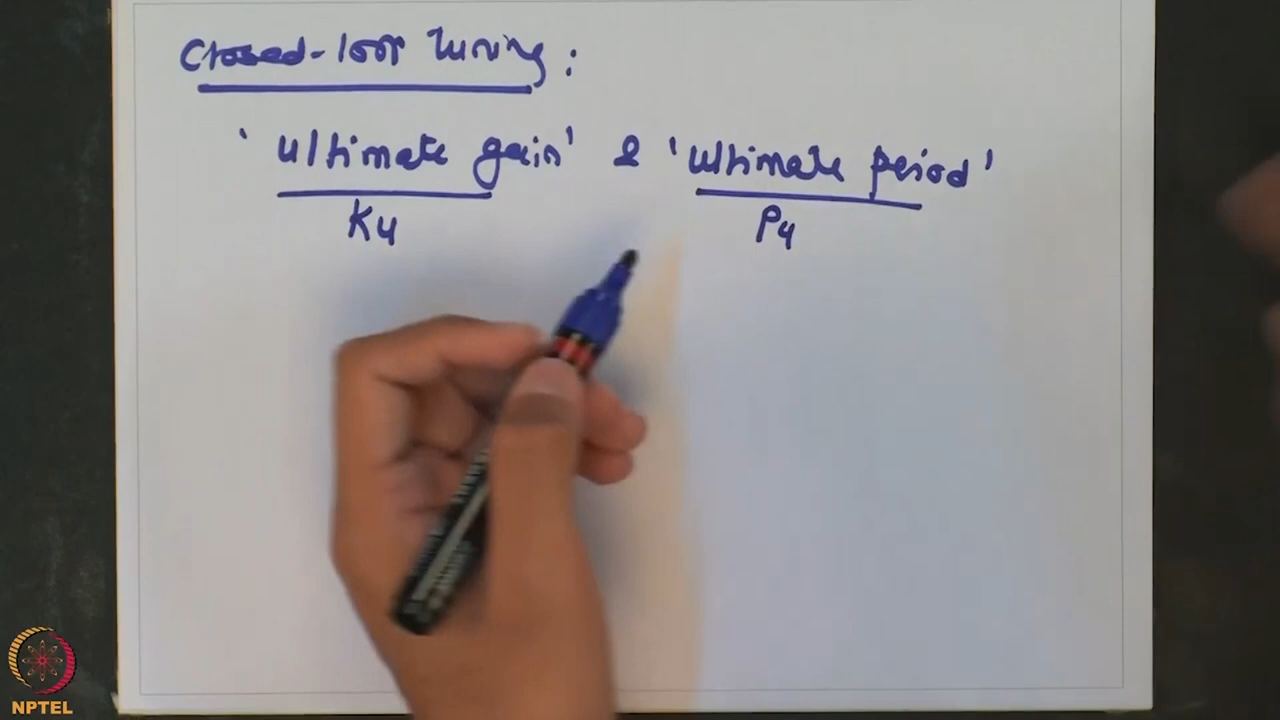 Closed-loop Tuning:
'Ultimate gain' & 'Ultimate period'
Ku Pu
NPTEL